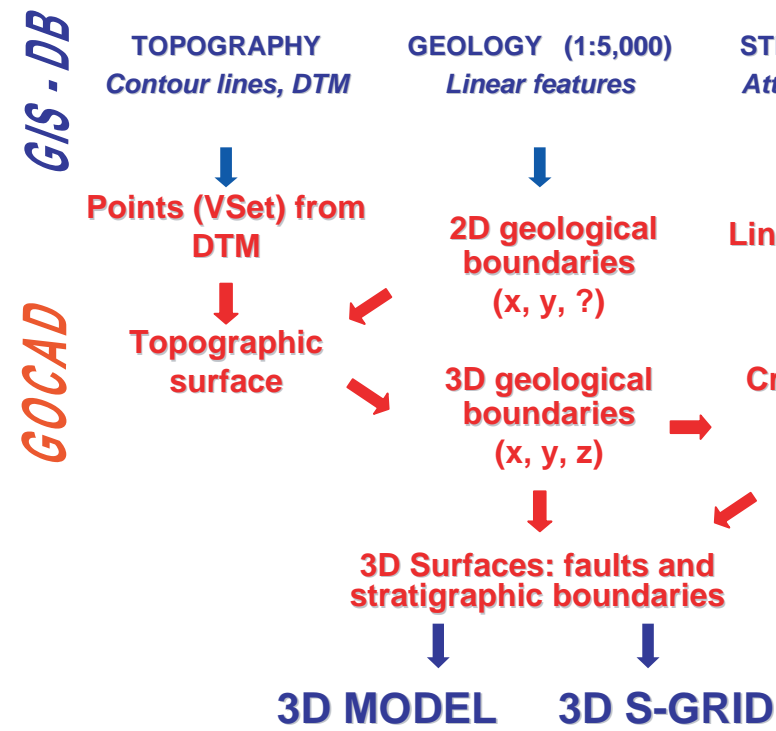 GIS - DB
TOPOGRAPHY
Contour lines, DTM
GEOLOGY (1:5,000)
Linear features
Points (VSet) from
DTM
2D geological
boundaries
(x, y, ?)
GOCAD
Topographic
surface
3D geological
boundaries
(x, y, z)
3D Surfaces: faults and
stratigraphic boundaries
3D MODEL
3D S-GRID